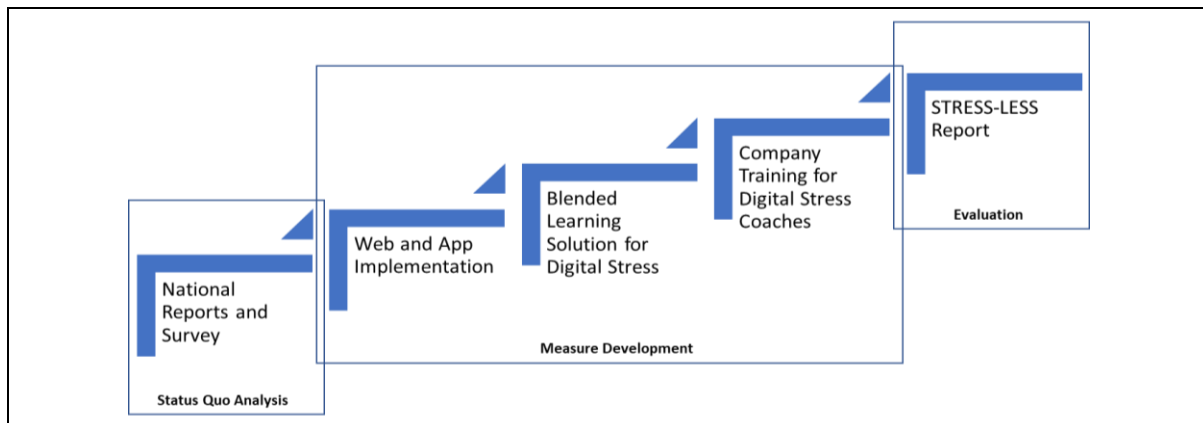 National
Reports and
Survey
Status Quo Analysis
Web and App
Implementation
Blended
Learning
Solution for
Digital Stress
Company
Training for
Digital Stress
Coaches
Measure Development
STRESS-LESS
Report
Evaluation